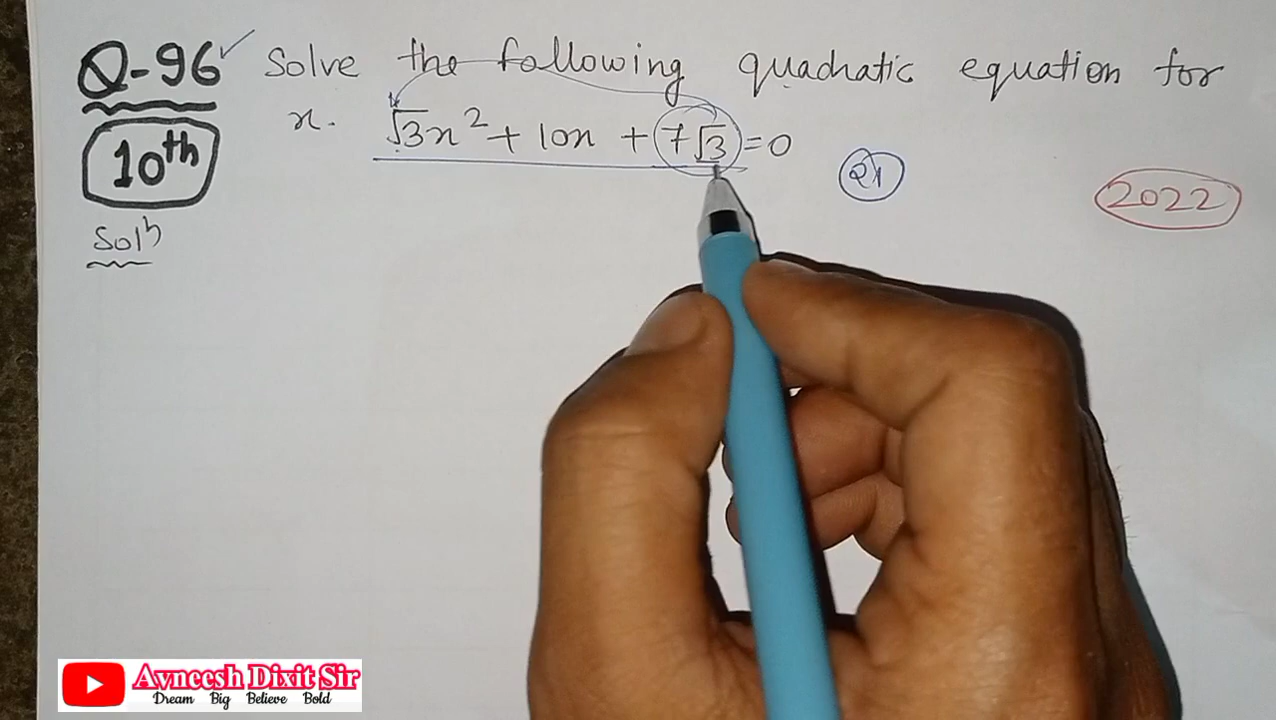 Q-96 ✓ Solve the following quadratic equation for
x. √3x² + 10x + 7√3 = 0
10th
2022
Solⁿ
Avneesh Dixit Sir
Dream Big Believe Bold